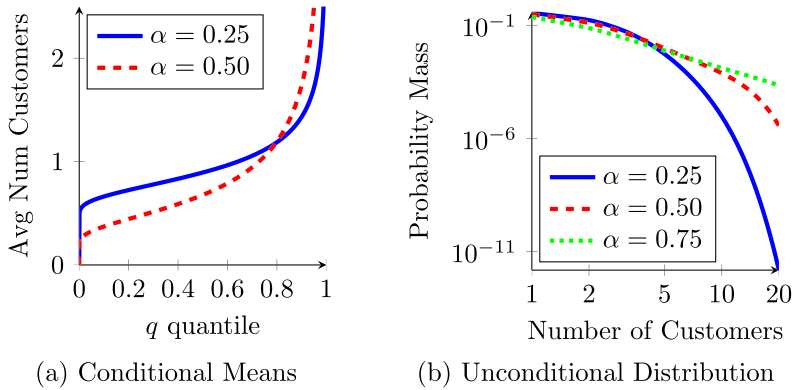 α = 0.25
α = 0.50
2
1
0
Avg Num Customers
0 0.2 0.4 0.6 0.8 1
q quantile
(a) Conditional Means
10⁻¹
10⁻⁶
10⁻¹¹
Probability Mass
α = 0.25
α = 0.50
α = 0.75
1 2 5 10 20
Number of Customers
(b) Unconditional Distribution